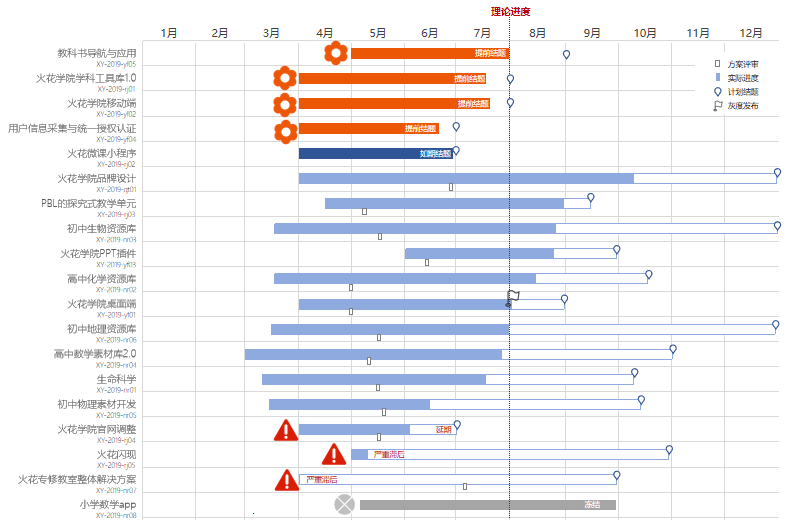 理论进度
1月 2月 3月 4月 5月 6月 8月 9月 10月 11月 12月
教科书导航与应用 提前结题
XY-2019-yf05
方案评审
火花学院学科工具库1.0 提前结题
实际进度
XY-2019-rj01
计划结题
火花学院移动端 提前结题
灰度发布
XY-2019-yf02
用户信息采集与统一授权认证 提前结题
XY-2019-yf04
火花微课小程序 如期结题
XY-2019-rj02
火花学院品牌设计
XY-2019-qt01
PBL的探究式教学单元
XY-2019-rj03
初中生物资源库
XY-2019-nr03
火花学院PPT插件
XY-2019-yf03
高中化学资源库
XY-2019-nr02
火花学院桌面端
XY-2019-yf01
初中地理资源库
XY-2019-nr06
高中数学素材库2.0
XY-2019-nr04
生命科学
XY-2019-nr01
初中物理素材开发
XY-2019-nr05
火花学院官网调整 延期
XY-2019-rj04
火花闪现 严重滞后
XY-2019-rj05
火花专修教室整体解决方案 严重滞后
XY-2019-nr07
小学数学app 冻结
XY-2019-nr08